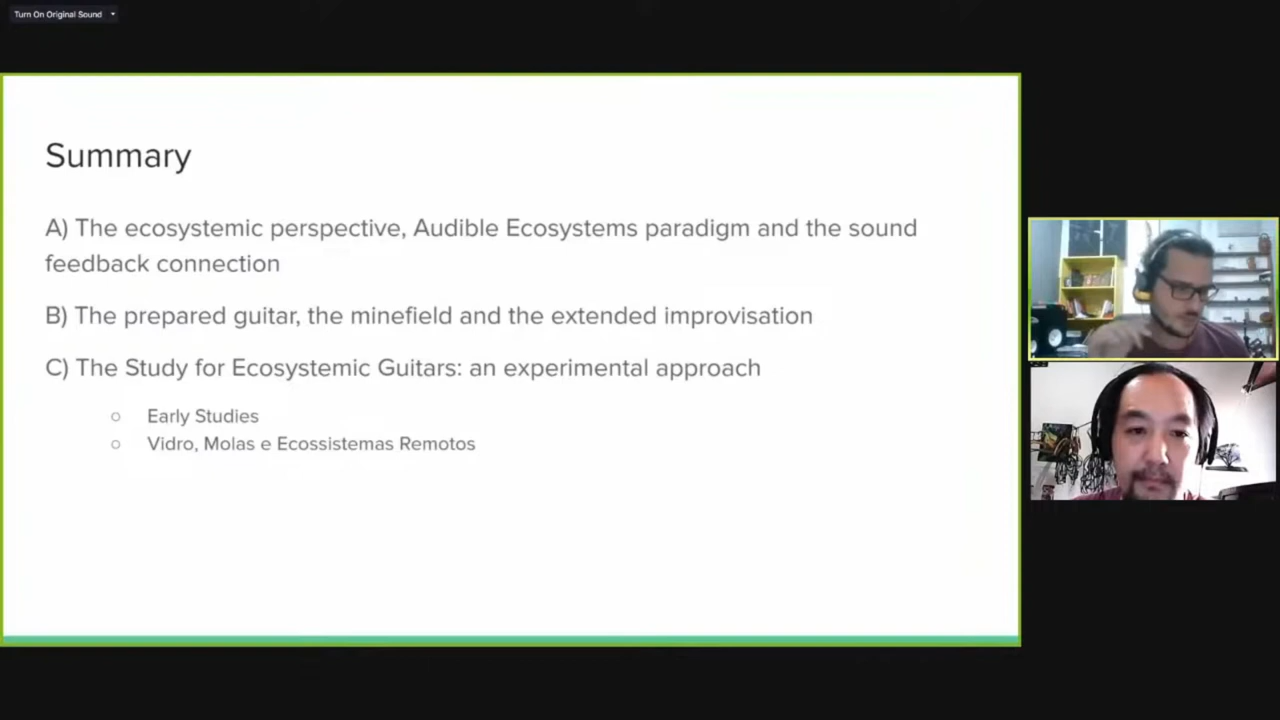 Turn On Original Sound
Summary
A) The ecosystemic perspective, Audible Ecosystems paradigm and the sound
feedback connection
B) The prepared guitar, the minefield and the extended improvisation
C) The Study for Ecosystemic Guitars: an experimental approach
○ Early Studies
○ Vidro, Molas e Ecossistemas Remotos